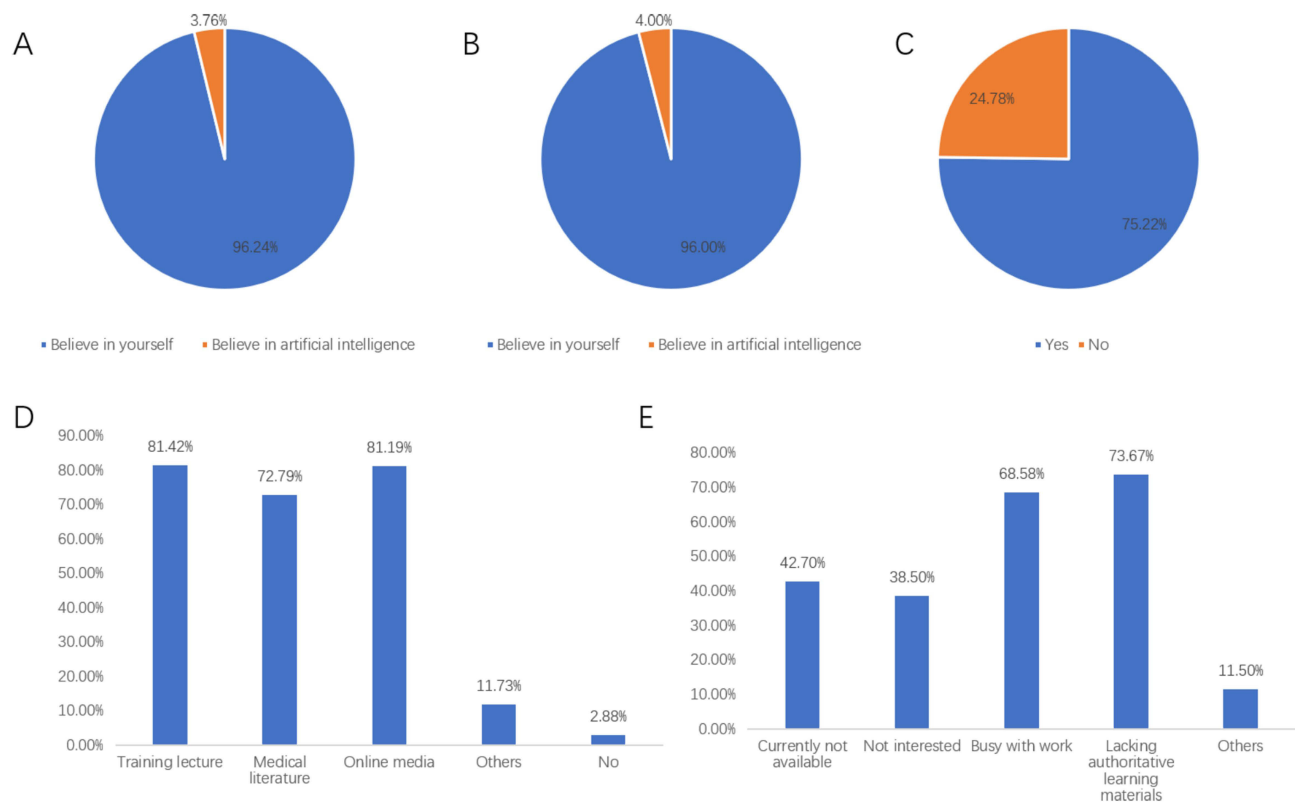 A
3.76%
96.24%
Believe in yourself Believe in artificial intelligence
B
4.00%
96.00%
Believe in yourself Believe in artificial intelligence
C
24.78%
75.22%
Yes No
D
90.00%
80.00%
70.00%
60.00%
50.00%
40.00%
30.00%
20.00%
10.00%
0.00%
81.42%
72.79%
81.19%
11.73%
2.88%
Training lecture
Medical
literature
Online media
Others
No
E
80.00%
70.00%
60.00%
50.00%
40.00%
30.00%
20.00%
10.00%
0.00%
42.70%
38.50%
68.58%
73.67%
11.50%
Currently not
available
Not interested
Busy with work
Lacking
authoritative
learning
materials
Others